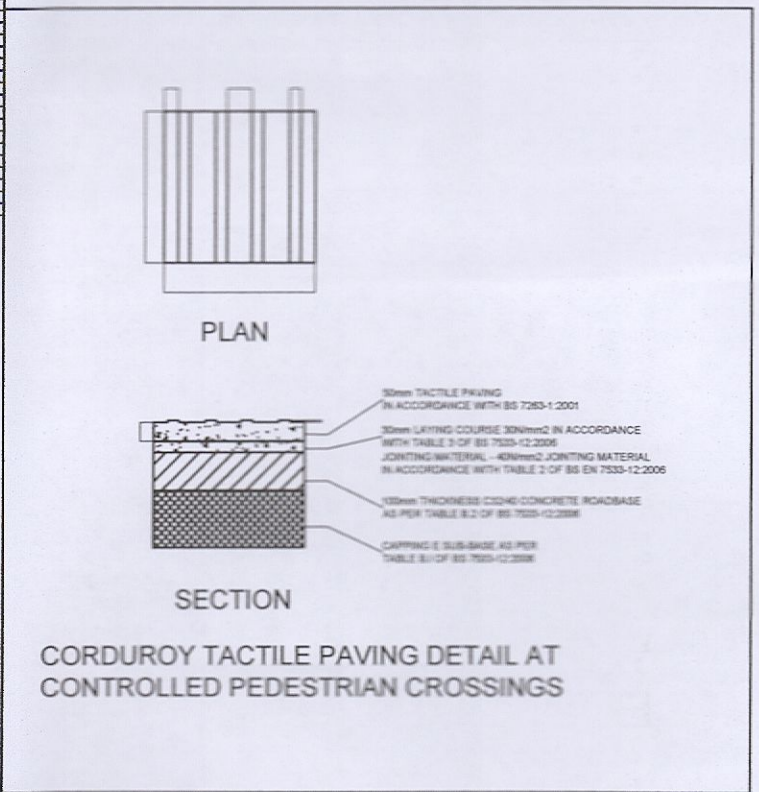 PLAN
50mm TACTILE PAVING
IN ACCORDANCE WITH BS 7263-1:2001
30mm LAYING COURSE 30N/mm2 IN ACCORDANCE
WITH TABLE 3 OF BS 7533-12:2006
JOINTING MATERIAL - 40N/mm2 JOINTING MATERIAL
IN ACCORDANCE WITH TABLE 2 OF BS EN 7533-12:2006
THICKNESS C32/40 CONCRETE ROADBASE
AS PER TABLE B.2 OF BS 7533-12:2006
CAPPING SUB-BASE AS PER
TABLE OF BS 7533-12:2006
SECTION
CORDUROY TACTILE PAVING DETAIL AT
CONTROLLED PEDESTRIAN CROSSINGS